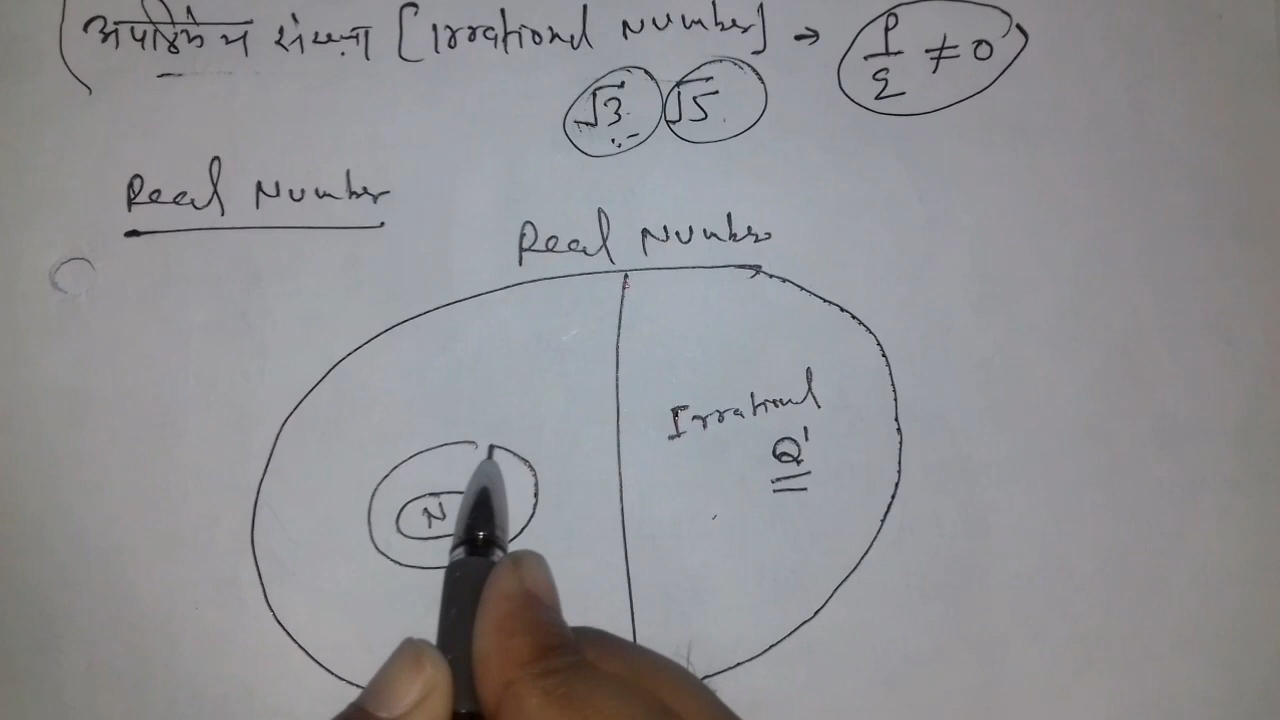 अपरिमेय संख्या [Irrational Number] → p/q ≠ 0
√3 √5
Real Number
Real Number
Irrational
Q'
N